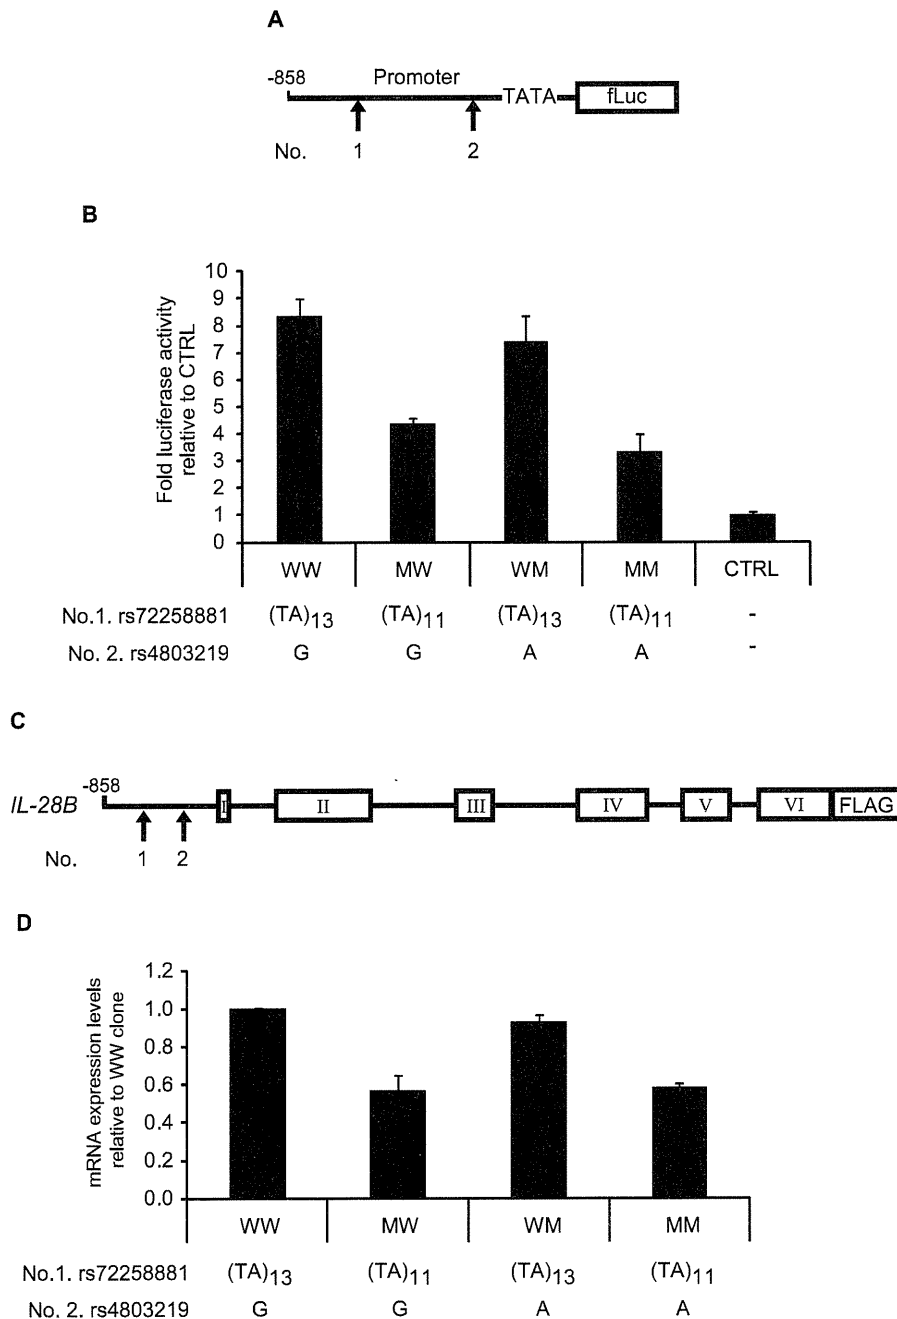 A
-858
Promoter
TATA
fLuc
No. 1 2
B
Fold luciferase activity
relative to CTRL
10
9
8
7
6
5
4
3
2
1
0
WW MW WM MM CTRL
No.1. rs72258881 (TA)13 (TA)11 (TA)13 (TA)11 -
No. 2. rs4803219 G G A A -
C
-858
IL-28B I II III IV V VI FLAG
No. 1 2
D
mRNA expression levels
relative to WW clone
1.2
1.0
0.8
0.6
0.4
0.2
0.0
WW MW WM MM
No.1. rs72258881 (TA)13 (TA)11 (TA)13 (TA)11
No. 2. rs4803219 G G A A